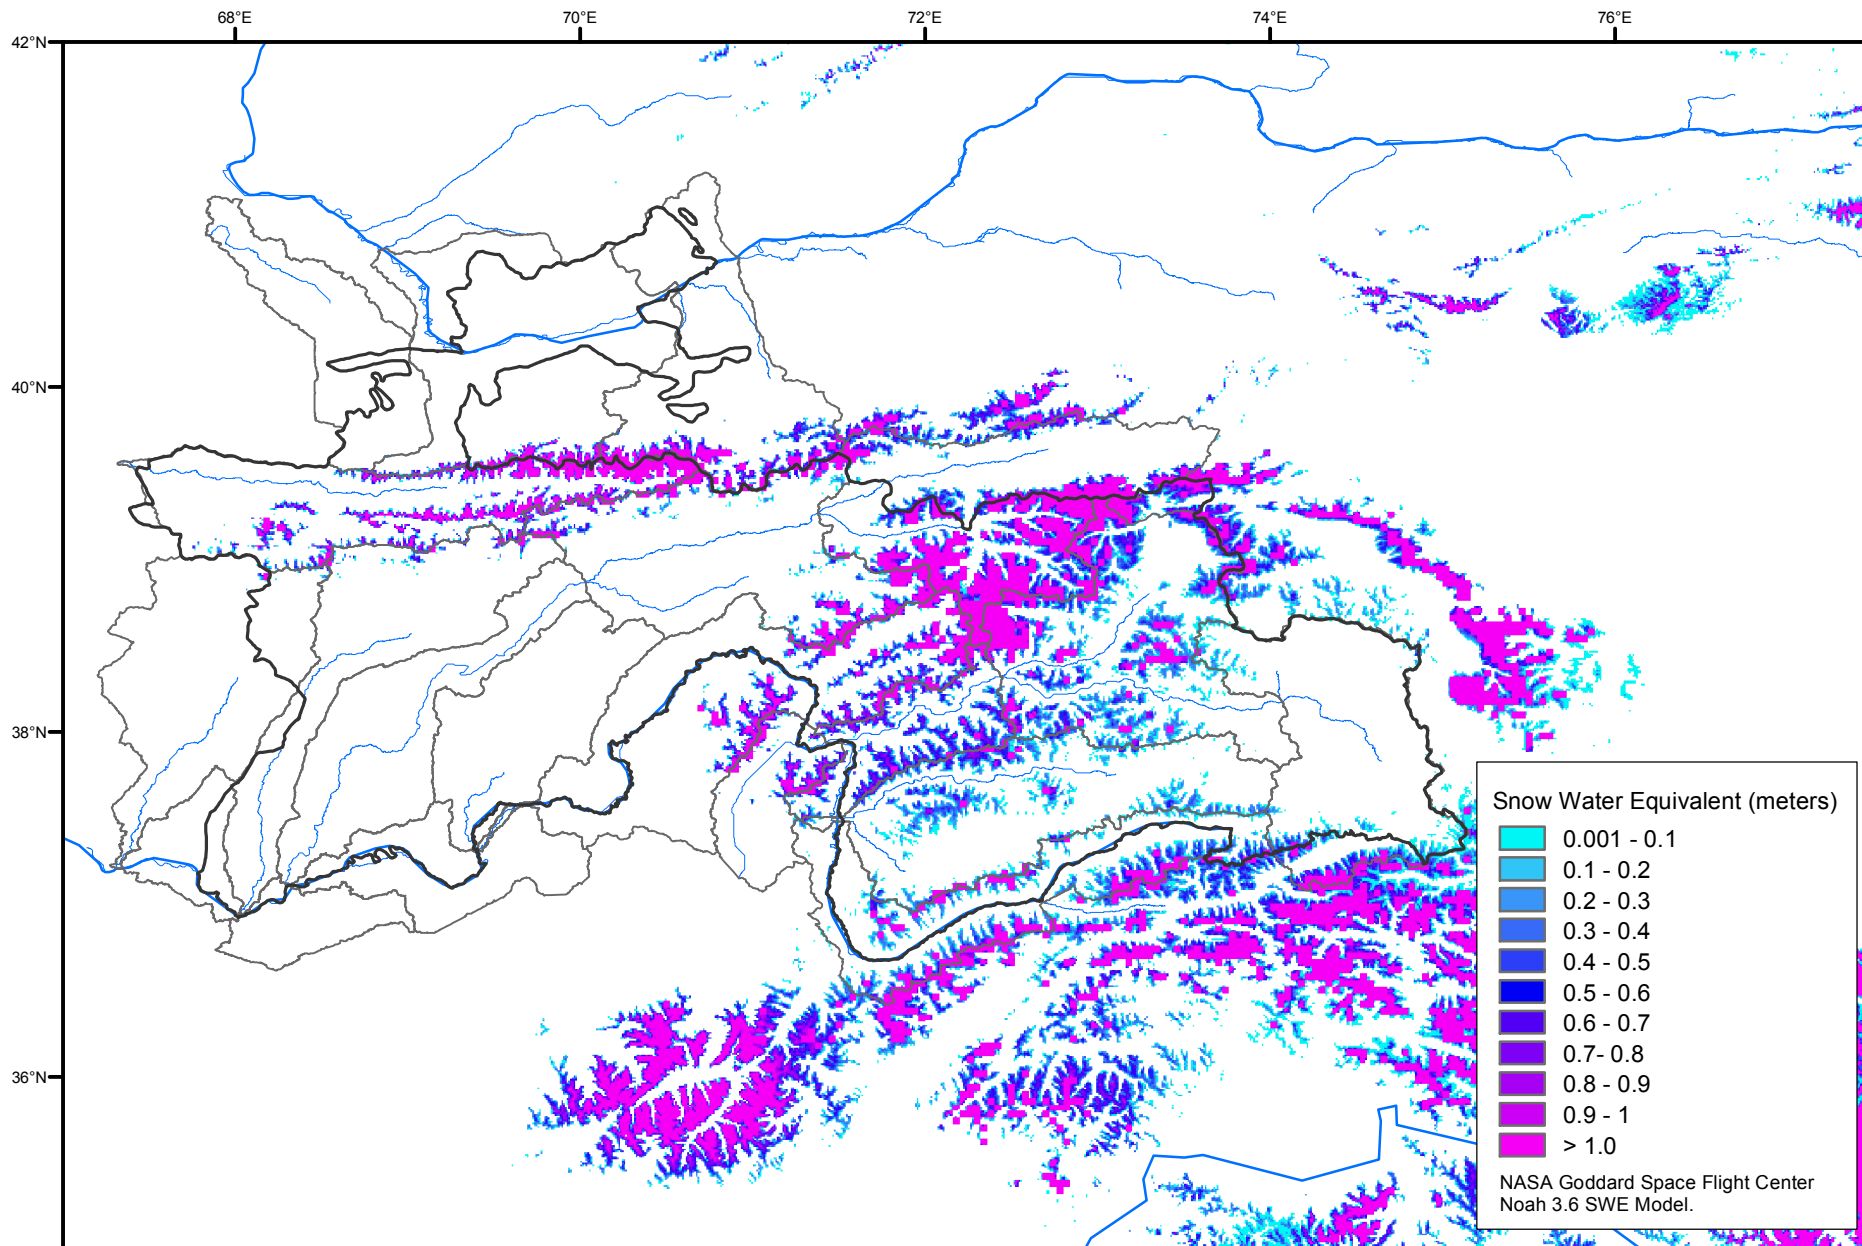 68°E
70°E
72°E
74°E
76°E
42°N
40°N
38°N
36°N
Snow Water Equivalent (meters)
0.001 - 0.1
0.1 - 0.2
0.2 - 0.3
0.3 - 0.4
0.4 - 0.5
0.5 - 0.6
0.6 - 0.7
0.7- 0.8
0.8 - 0.9
0.9 - 1
> 1.0
NASA Goddard Space Flight Center
Noah 3.6 SWE Model.